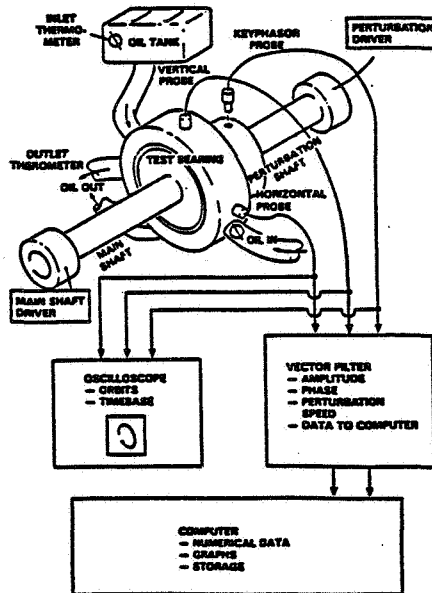 INLET
THERMO-
METER
OIL TANK
KEYPHASOR
PROBE
PERTURBATION
DRIVER
VERTICAL
PROBE
OUTLET
THEROMETER
OIL OUT
TEST BEARING
PERTURBATION
SHAFT
HORIZONTAL
PROBE
OIL IN
MAIN
SHAFT
MAIN SHAFT
DRIVER
OSCILLOSCOPE
– ORBITS
– TIMEBASE
VECTOR FILTER
– AMPLITUDE
– PHASE
– PERTURBATION
SPEED
– DATA TO COMPUTER
COMPUTER
– NUMERICAL DATA
– GRAPHS
– STORAGE